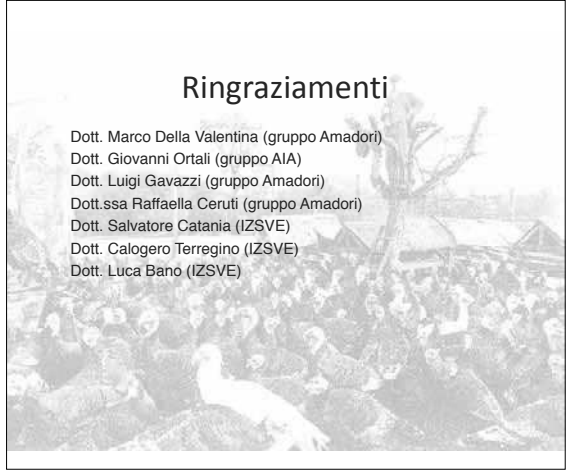 Ringraziamenti
Dott. Marco Della Valentina (gruppo Amadori)
Dott. Giovanni Ortali (gruppo AIA)
Dott. Luigi Gavazzi (gruppo Amadori)
Dott.ssa Raffaella Ceruti (gruppo Amadori)
Dott. Salvatore Catania (IZSVE)
Dott. Calogero Terregino (IZSVE)
Dott. Luca Bano (IZSVE)